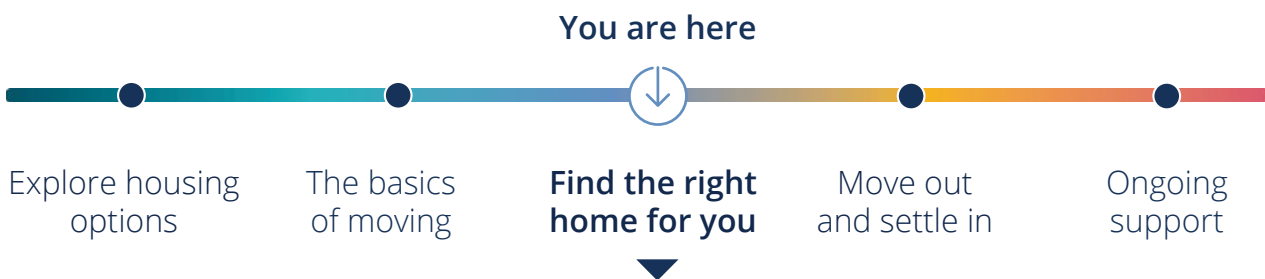 You are here
Explore housing
options
The basics
of moving
Find the right
home for you
Move out
and settle in
Ongoing
support